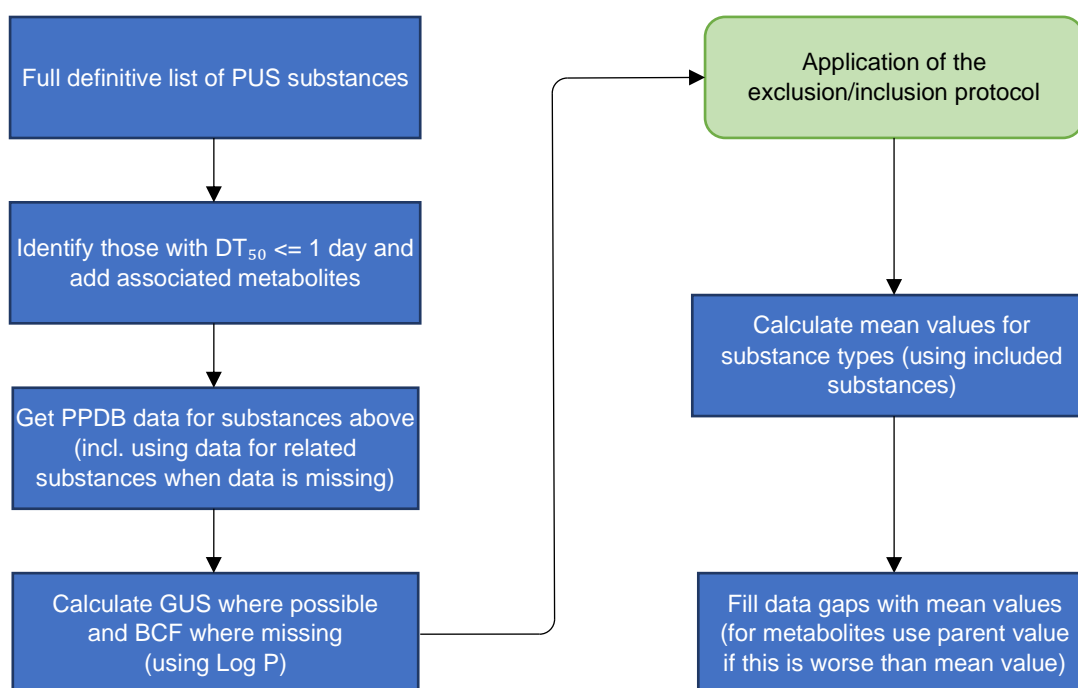 Full definitive list of PUS substances
Identify those with DT₅₀ <= 1 day and
add associated metabolites
Get PPDB data for substances above
(incl. using data for related
substances when data is missing)
Calculate GUS where possible
and BCF where missing
(using Log P)
Application of the
exclusion/inclusion protocol
Calculate mean values for
substance types (using included
substances)
Fill data gaps with mean values
(for metabolites use parent value
if this is worse than mean value)